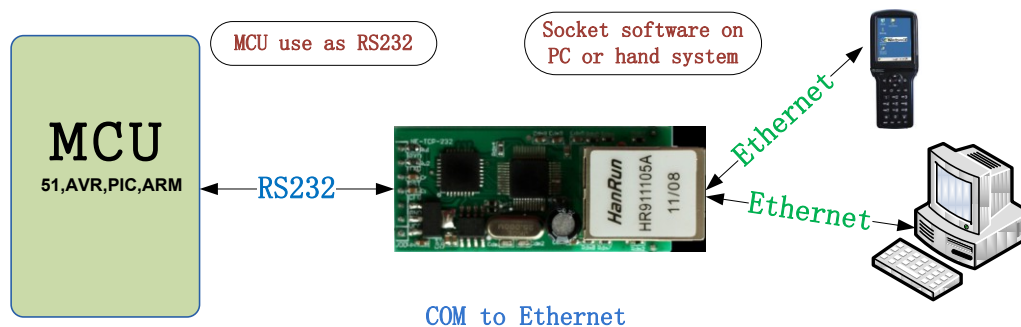 MCU use as RS232
Socket software on
PC or hand system
MCU
51,AVR,PIC,ARM
RS232
HanRun
HR911105A
11/08
Ethernet
Ethernet
COM to Ethernet